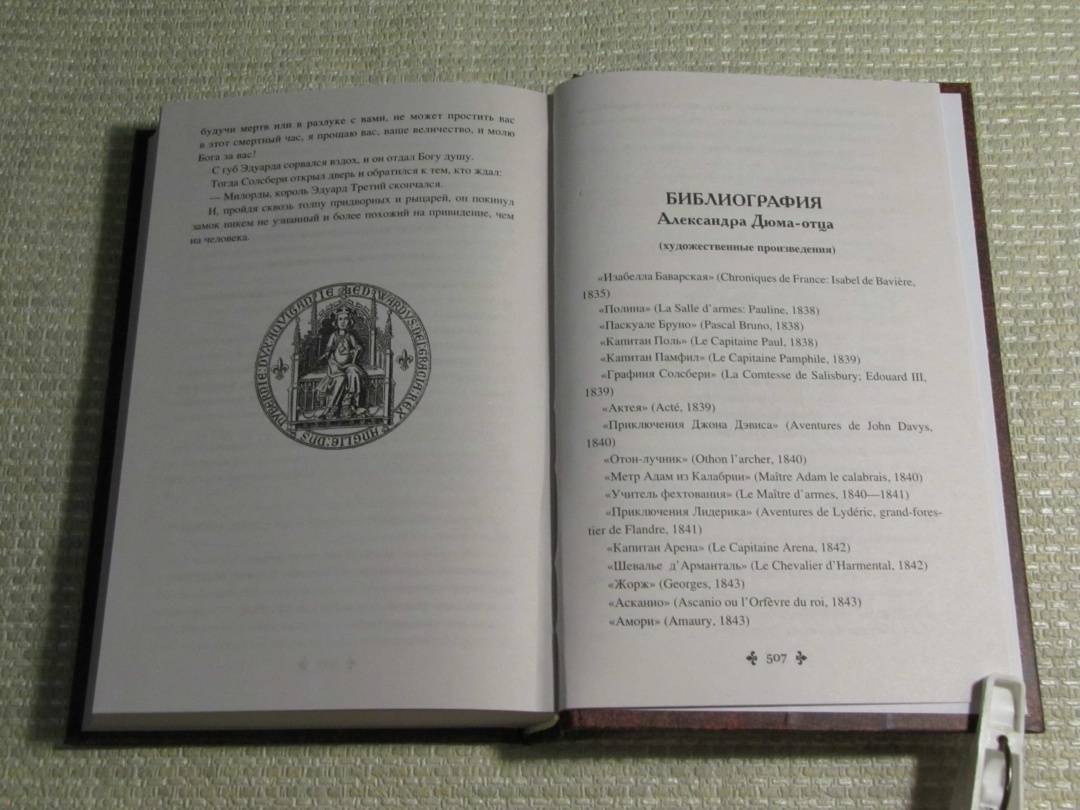 будучи мертв или в разлуке с вами, не может простить вас
в этот смертный час, я прощаю вас, ваше величество, и молю
Бога за вас!
С губ Эдуарда сорвался вздох, и он отдал Богу душу.
Тогда Солсбери открыл дверь и обратился к тем, кто ждал:
— Милорды, король Эдуард Третий скончался.
И, пройдя сквозь толпу придворных и рыцарей, он покинул
замок никем не узнанный и более похожий на привидение, чем
на человека.
БИБЛИОГРАФИЯ
Александра Дюма-отца
(художественные произведения)
«Изабелла Баварская» (Chroniques de France: Isabel de Bavière,
1835)
«Полина» (La Salle d’armes: Pauline, 1838)
«Паскуале Бруно» (Pascal Bruno, 1838)
«Капитан Поль» (Le Capitaine Paul, 1838)
«Капитан Памфил» (Le Capitaine Pamphile, 1839)
«Графиня Солсбери» (La Comtesse de Salisbury; Edouard III,
1839)
«Актея» (Acté, 1839)
«Приключения Джона Дэвиса» (Aventures de John Davys,
1840)
«Отон-лучник» (Othon l’archer, 1840)
«Метр Адам из Калабрии» (Maître Adam le calabrais, 1840)
«Учитель фехтования» (Le Maître d’armes, 1840—1841)
«Приключения Лидерика» (Aventures de Lydéric, grand-fores-
tier de Flandre, 1841)
«Капитан Арена» (Le Capitaine Arena, 1842)
«Шевалье д’Арманталь» (Le Chevalier d’Harmental, 1842)
«Жорж» (Georges, 1843)
«Асканио» (Ascanio ou l’Orfèvre du roi, 1843)
«Амори» (Amaury, 1843)
507